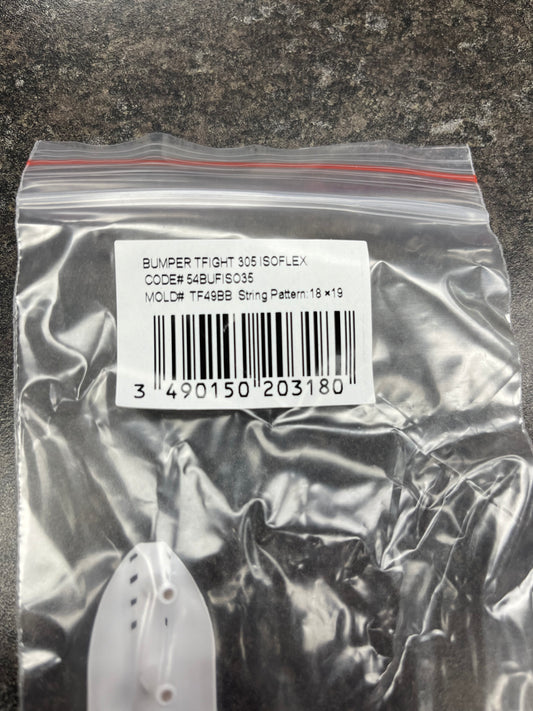 BUMPER TFIGHT 305 ISOFLEX
CODE# 54BUFISO35
MOLD# TF49BB String Pattern:18×19
3 490150 203180